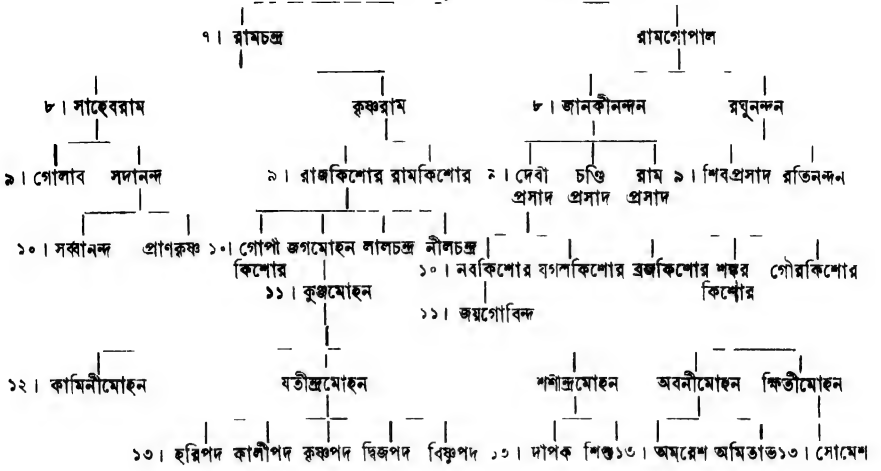 ৭। রামচন্দ্র রামগোপাল
৮। সাহেবরাম কৃষ্ণরাম ৮। জানকীনন্দন রঘুনন্দন
৯। গোলাব সদানন্দ ৯। রাজকিশোর রামকিশোর ৯। দেবী চণ্ডি রাম ৯। শিবপ্রসাদ রতিনন্দন
প্রসাদ প্রসাদ প্রসাদ
১০। সর্ব্বানন্দ প্রাণকৃষ্ণ ১০। গোপী জগমোহন লালচন্দ্র নীলচন্দ্র
কিশোর ১০। নবকিশোর যগলকিশোর ব্রজকিশোর শঙ্কর গৌরকিশোর
১১। কুঞ্জমোহন কিশোর
১১। জয়গোবিন্দ
১২। কামিনীমোহন যতীন্দ্রমোহন শশীন্দ্রমোহন অবনীমোহন ক্ষিতীমোহন
১৩। হরিপদ কালীপদ কৃষ্ণপদ দ্বিজপদ বিষ্ণুপদ ১৩। দীপক শিশু ১৩। অমরেশ অমিতাভ ১৩। সোমেশ